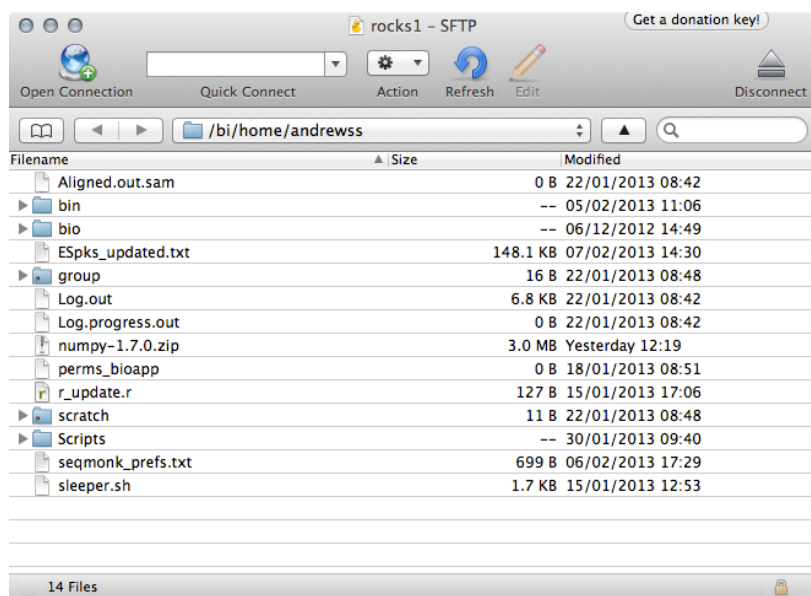 rocks1 – SFTP
Get a donation key!
Open Connection
Quick Connect
Action
Refresh
Edit
Disconnect
/bi/home/andrewss
Filename Size Modified
Aligned.out.sam 0 B 22/01/2013 08:42
bin -- 05/02/2013 11:06
bio -- 06/12/2012 14:49
ESpks_updated.txt 148.1 KB 07/02/2013 14:30
group 16 B 22/01/2013 08:48
Log.out 6.8 KB 22/01/2013 08:42
Log.progress.out 0 B 22/01/2013 08:42
numpy-1.7.0.zip 3.0 MB Yesterday 12:19
perms_bioapp 0 B 18/01/2013 08:51
r_update.r 127 B 15/01/2013 17:06
scratch 11 B 22/01/2013 08:48
Scripts -- 30/01/2013 09:40
seqmonk_prefs.txt 699 B 06/02/2013 17:29
sleeper.sh 1.7 KB 15/01/2013 12:53
14 Files